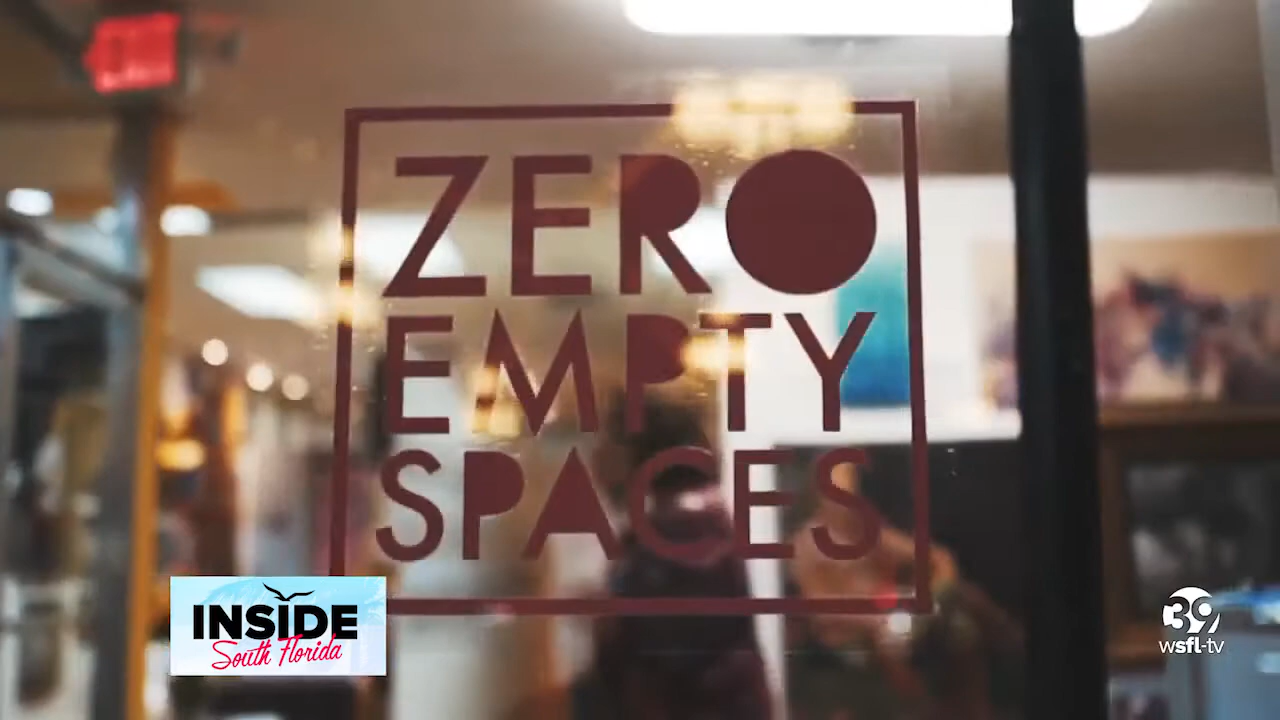 ZERO
EMPTY
SPACES
INSIDE
South Florida
39
wsfl-tv